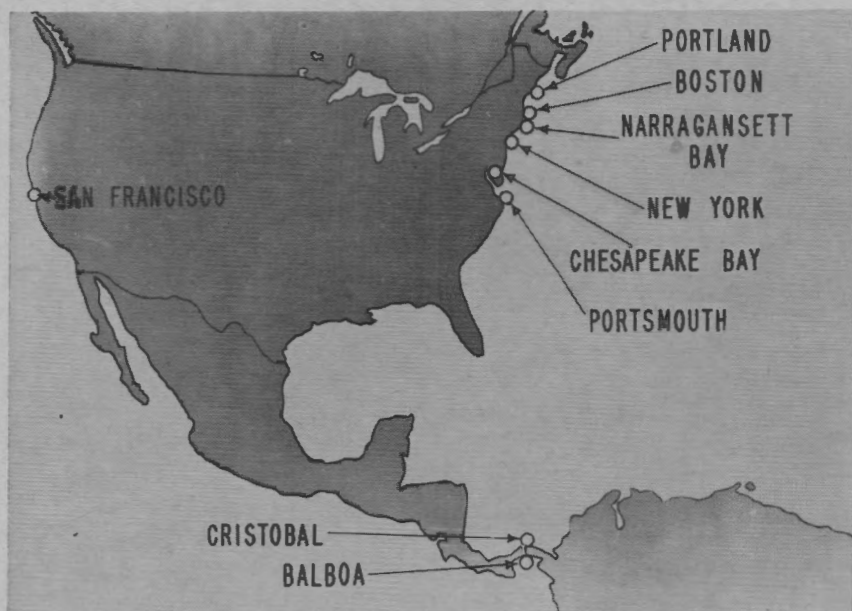 PORTLAND
BOSTON
NARRAGANSETT
BAY
SAN FRANCISCO
NEW YORK
CHESAPEAKE BAY
PORTSMOUTH
CRISTOBAL
BALBOA